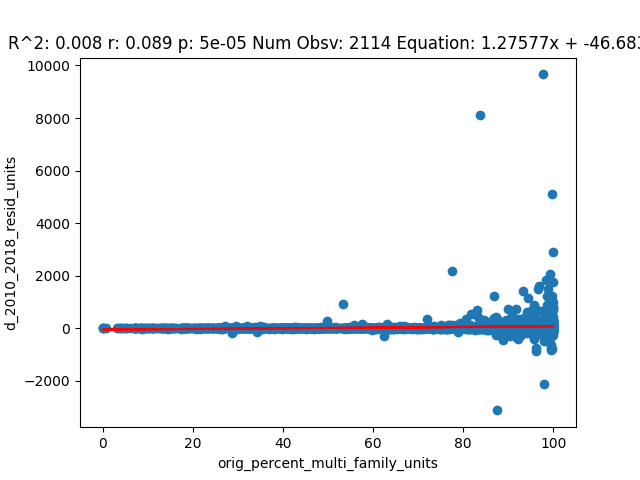 R^2: 0.008 r: 0.089 p: 5e-05 Num Obsv: 2114 Equation: 1.27577x + -46.683
10000
8000
6000
4000
2000
0
−2000
d_2010_2018_resid_units
0 20 40 60 80 100
orig_percent_multi_family_units